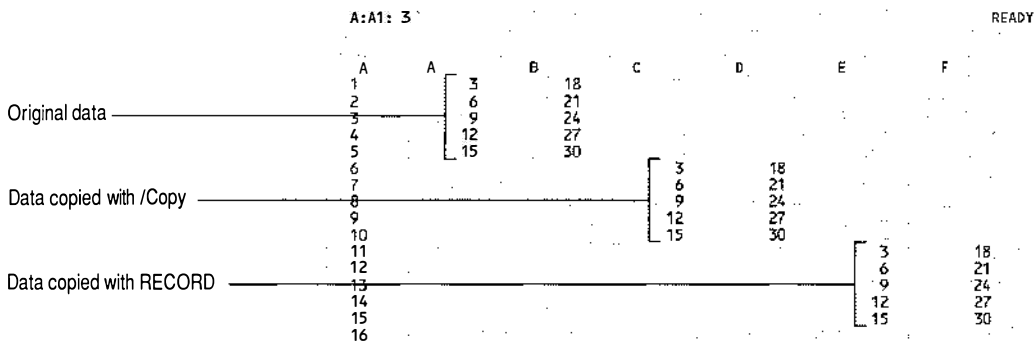 A:A1: 3 READY
A A B C D E F
1 3 18
2 6 21
Original data 3 9 24
4 12 27
5 15 30
6 3 18
7 6 21
Data copied with /Copy 8 9 24
9 12 27
10 15 30
11 3 18
12 6 21
Data copied with RECORD 13 9 24
14 12 27
15 15 30
16